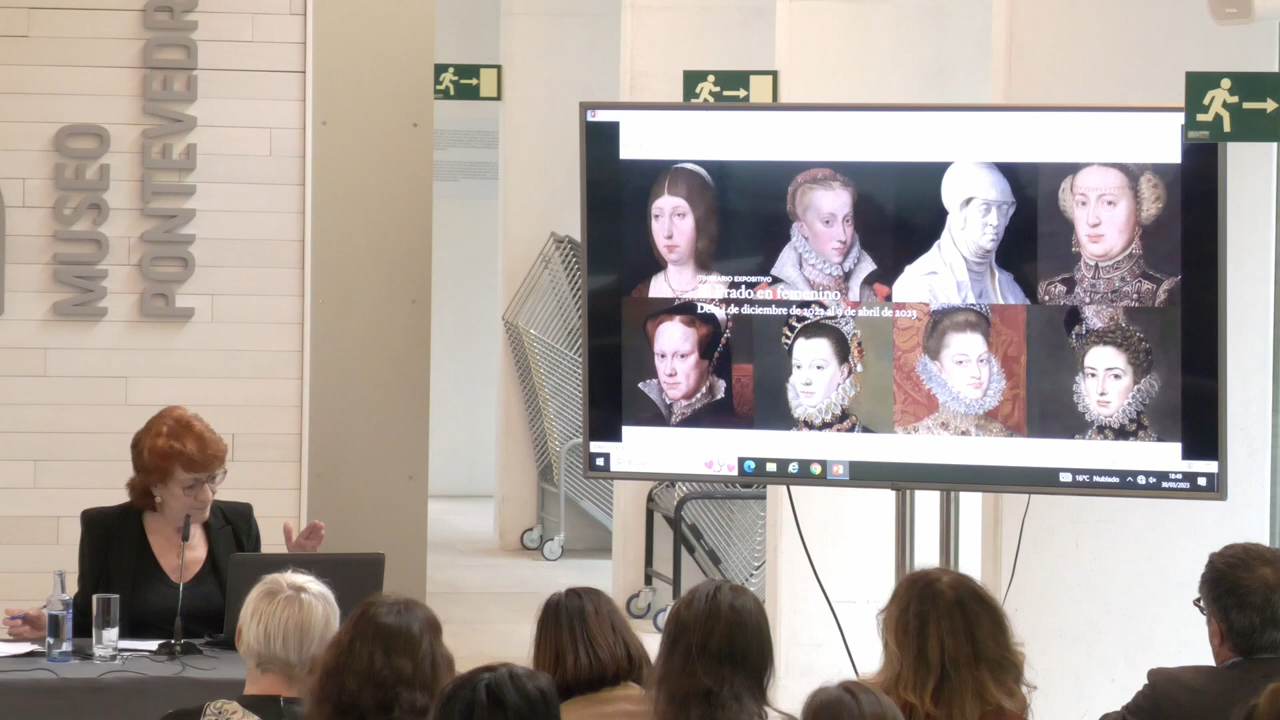 MUSEO
PONTEVEDR
ITINERARIO EXPOSITIVO
El Prado en femenino
Del 14 de diciembre de 2022 al 9 de abril de 2023
16°C Nublado
18:49
30/03/2023